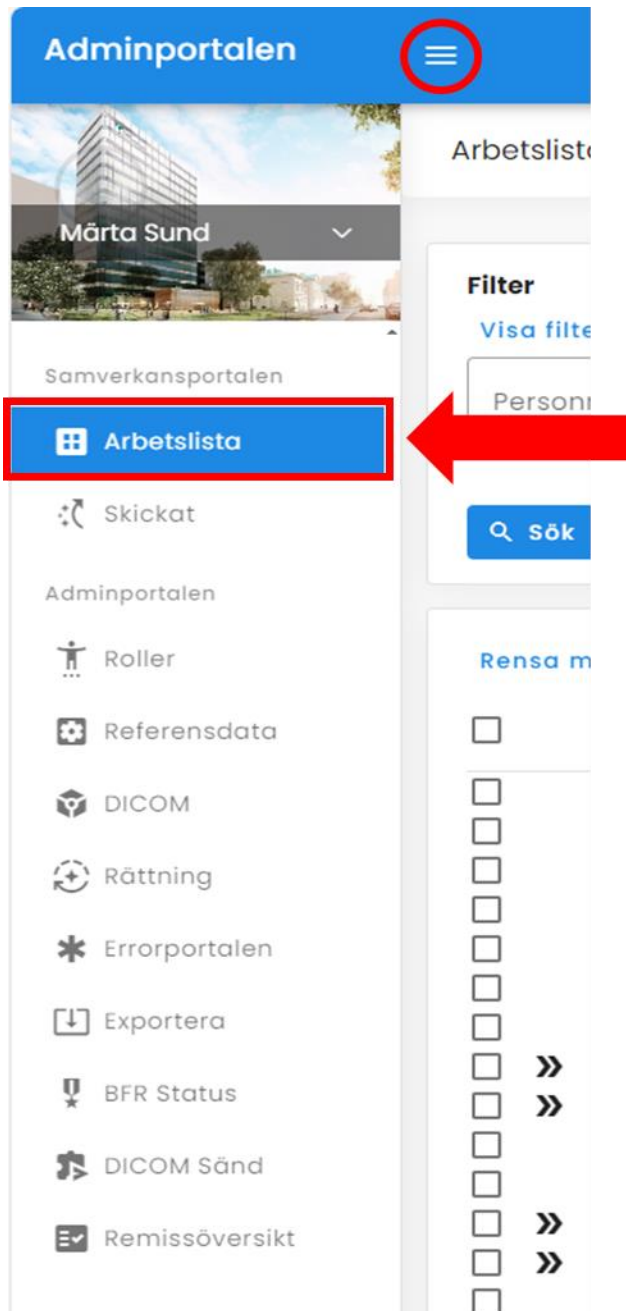 Adminportalen
Arbetslista
Märta Sund
Filter
Visa filte
Samverkansportalen
Personn
Arbetslista
Skickat
Sök
Adminportalen
Roller
Rensa m
Referensdata
DICOM
Rättning
Errorportalen
Exportera
BFR Status
DICOM Sänd
Remissöversikt